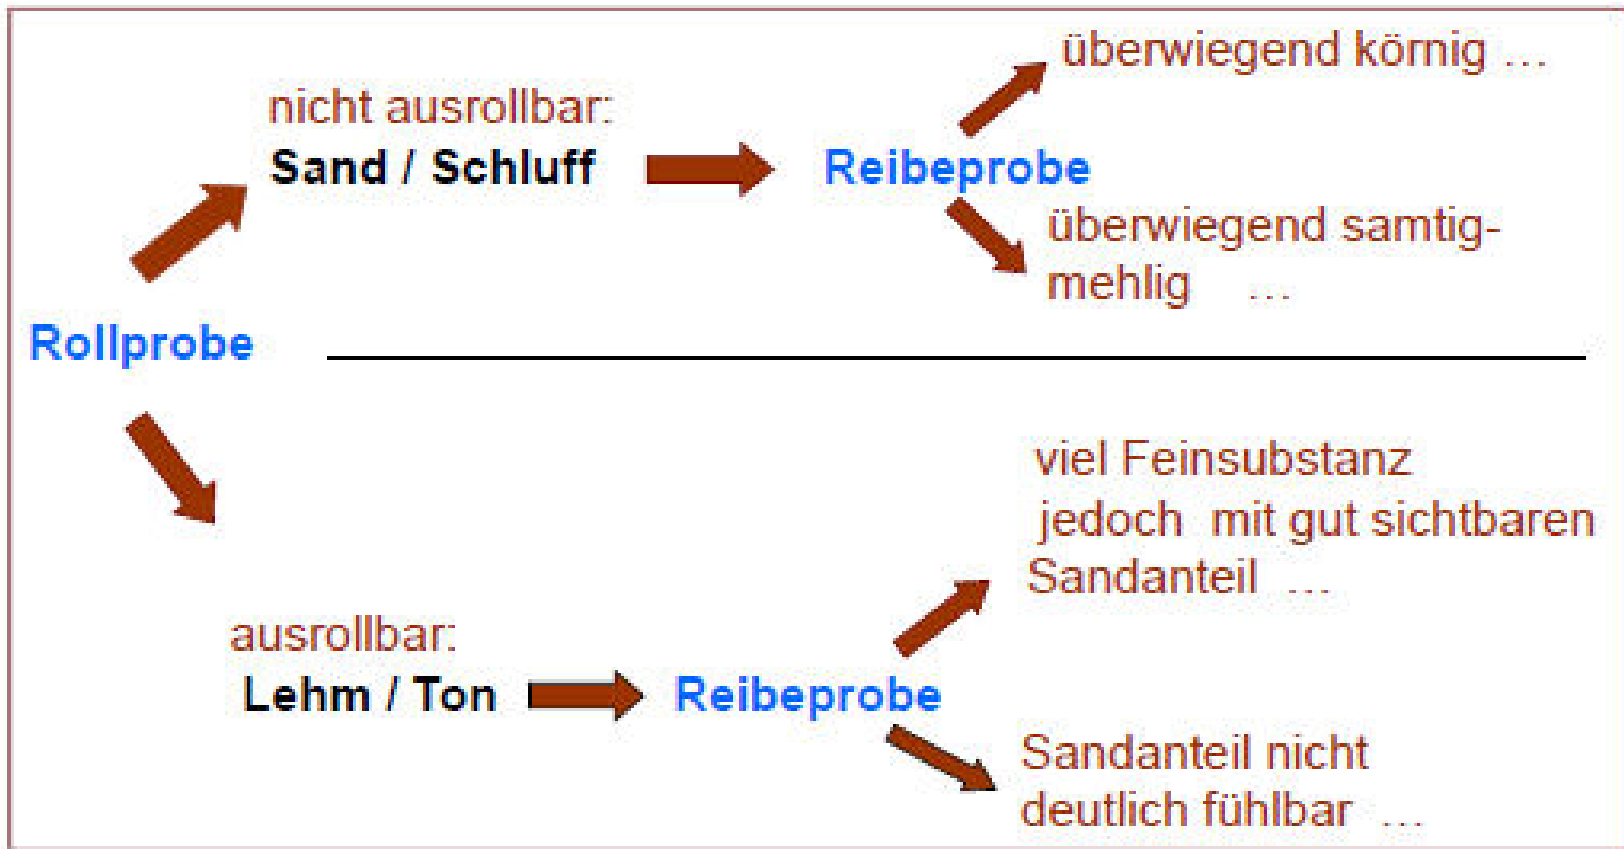 überwiegend körnig ...
nicht ausrollbar:
Sand / Schluff
Reibeprobe
überwiegend samtig-
mehlig ...
Rollprobe
viel Feinsubstanz
jedoch mit gut sichtbaren
Sandanteil ...
ausrollbar:
Lehm / Ton
Reibeprobe
Sandanteil nicht
deutlich fühlbar ...